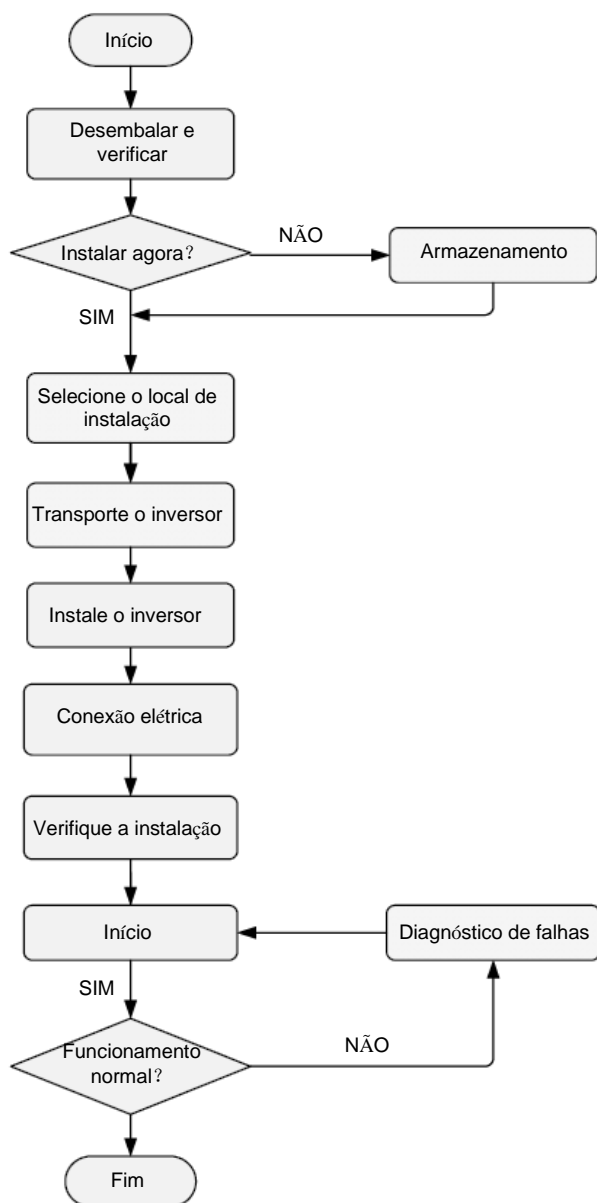 Início
Desembalar e
verificar
Instalar agora?
NÃO
Armazenamento
SIM
Selecione o local de
instalação
Transporte o inversor
Instale o inversor
Conexão elétrica
Verifique a instalação
Início
Diagnóstico de falhas
SIM
Funcionamento
normal?
NÃO
Fim